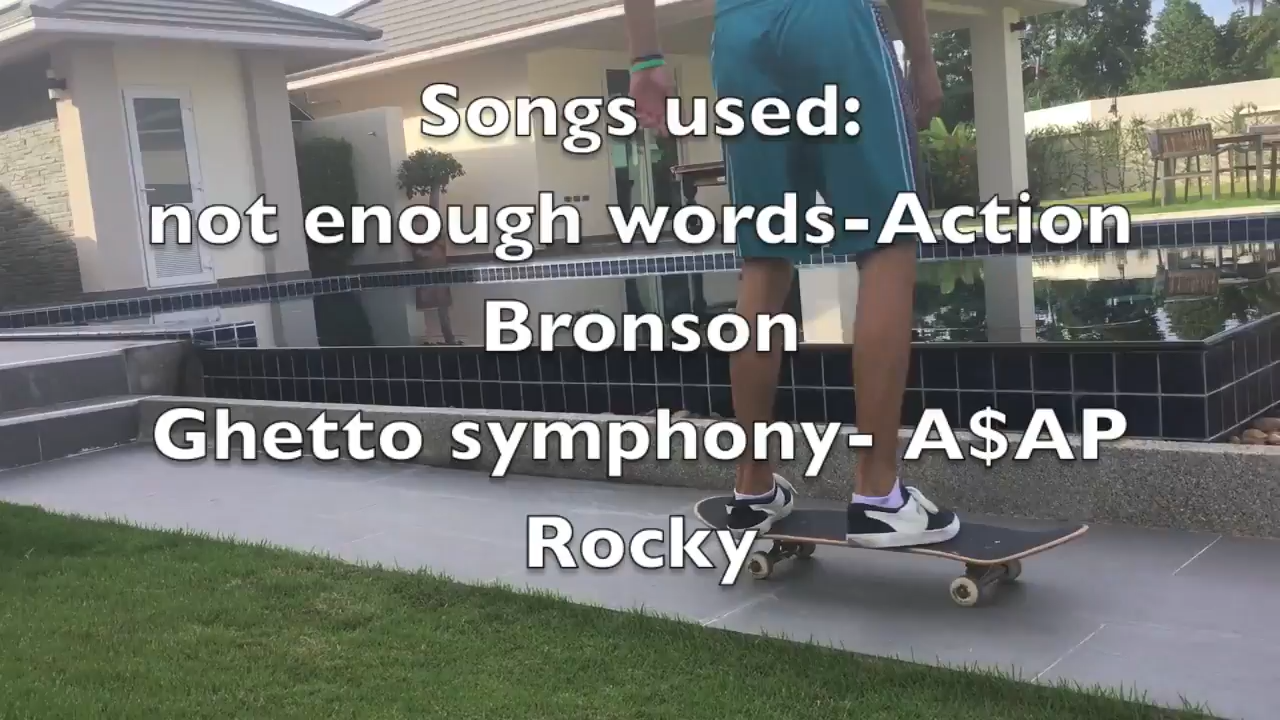 Songs used:
not enough words-Action
Bronson
Ghetto symphony- A$AP
Rocky